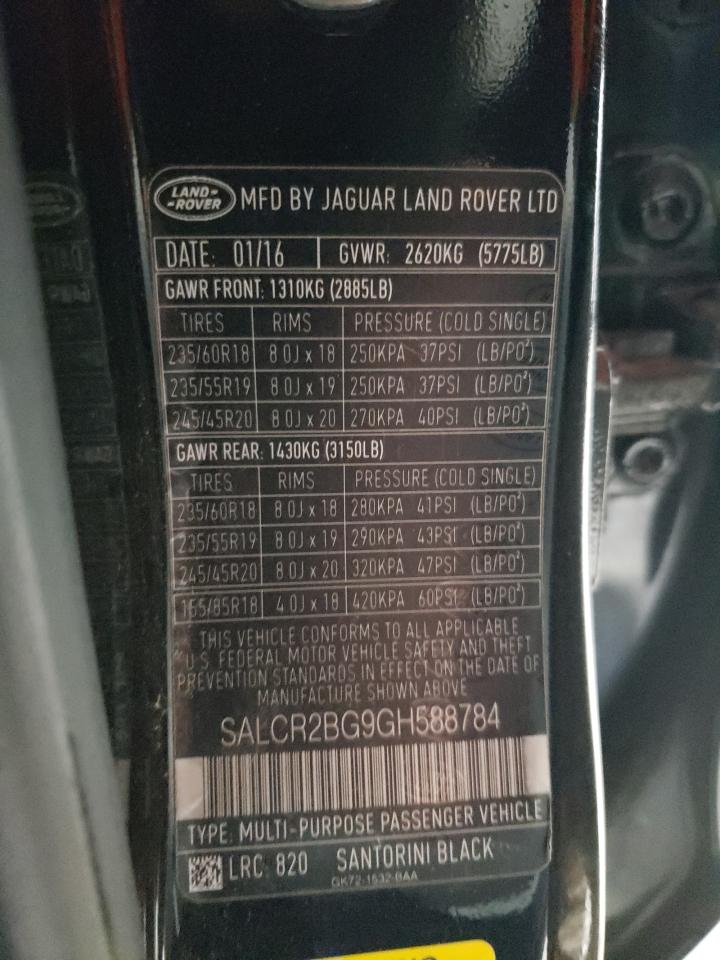 LAND-
-ROVER
MFD BY JAGUAR LAND ROVER LTD
DATE: 01/16 GVWR: 2620KG (5775LB)
GAWR FRONT: 1310KG (2885LB)
TIRES RIMS PRESSURE (COLD SINGLE)
235/60R18 8.0J x 18 250KPA 37PSI (LB/PO²)
235/55R19 8.0J x 19 250KPA 37PSI (LB/PO²)
245/45R20 8.0J x 20 270KPA 40PSI (LB/PO²)
GAWR REAR: 1430KG (3150LB)
TIRES RIMS PRESSURE (COLD SINGLE)
235/60R18 8.0J x 18 280KPA 41PSI (LB/PO²)
235/55R19 8.0J x 19 290KPA 43PSI (LB/PO²)
245/45R20 8.0J x 20 320KPA 47PSI (LB/PO²)
155/85R18 4.0J x 18 420KPA 60PSI (LB/PO²)
THIS VEHICLE CONFORMS TO ALL APPLICABLE
U.S. FEDERAL MOTOR VEHICLE SAFETY AND THEFT
PREVENTION STANDARDS IN EFFECT ON THE DATE OF
MANUFACTURE SHOWN ABOVE
SALCR2BG9GH588784
TYPE: MULTI-PURPOSE PASSENGER VEHICLE
LRC: 820 SANTORINI BLACK
GK72-1532-BAA